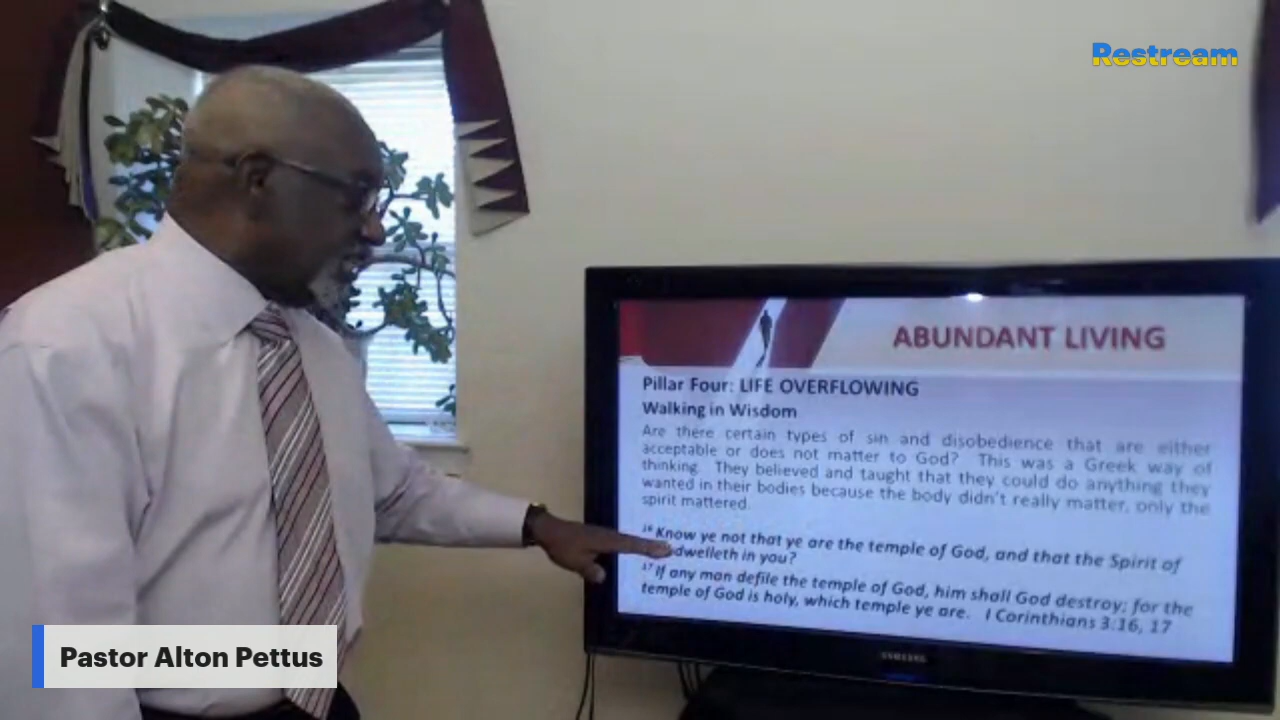 Restream
ABUNDANT LIVING
Pillar Four: LIFE OVERFLOWING
Walking in Wisdom
Are there certain types of sin and disobedience that are either
acceptable or does not matter to God? This was a Greek way of
thinking. They believed and taught that they could do anything they
wanted in their bodies because the body didn't really matter, only the
spirit mattered.
16 Know ye not that ye are the temple of God, and that the Spirit of
dwelleth in you?
17 If any man defile the temple of God, him shall God destroy; for the
temple of God is holy, which temple ye are. I Corinthians 3:16, 17
SAMSUNG
Pastor Alton Pettus